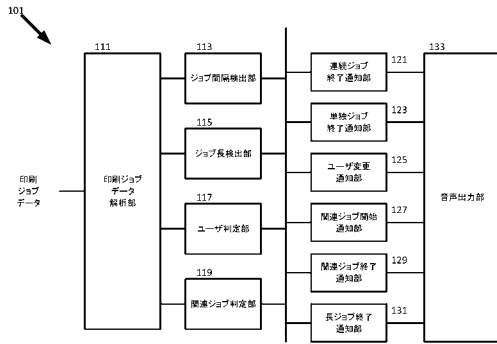 101
111
113
121
133
連続ジョブ
終了通知部
ジョブ間隔検出部
123
単独ジョブ
終了通知部
115
ジョブ長検出部
125
ユーザ変更
通知部
印刷
ジョブ
データ
印刷ジョブ
データ
解析部
音声出力部
117
ユーザ判定部
127
関連ジョブ開始
通知部
119
関連ジョブ判定部
129
関連ジョブ終了
通知部
131
長ジョブ終了
通知部